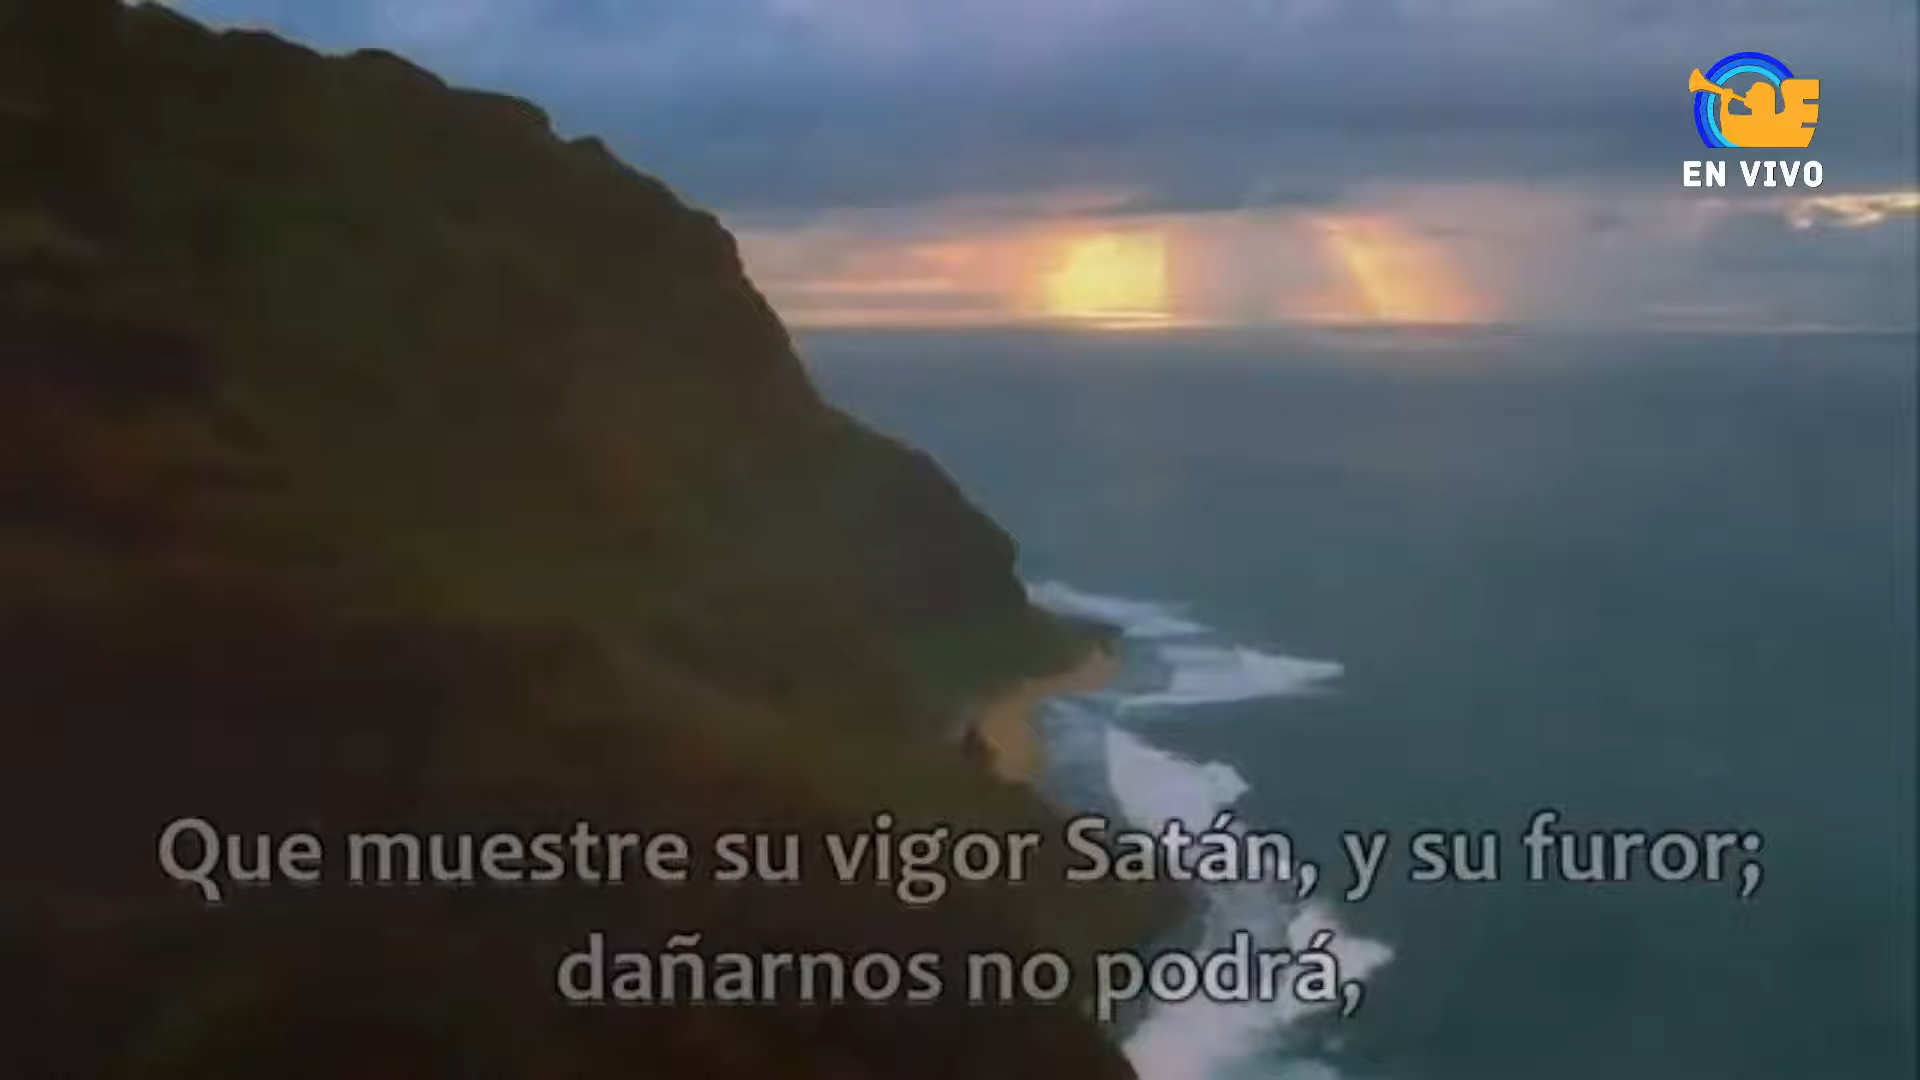 EN VIVO
Que muestre su vigor Satán, y su furor;
dañarnos no podrá,